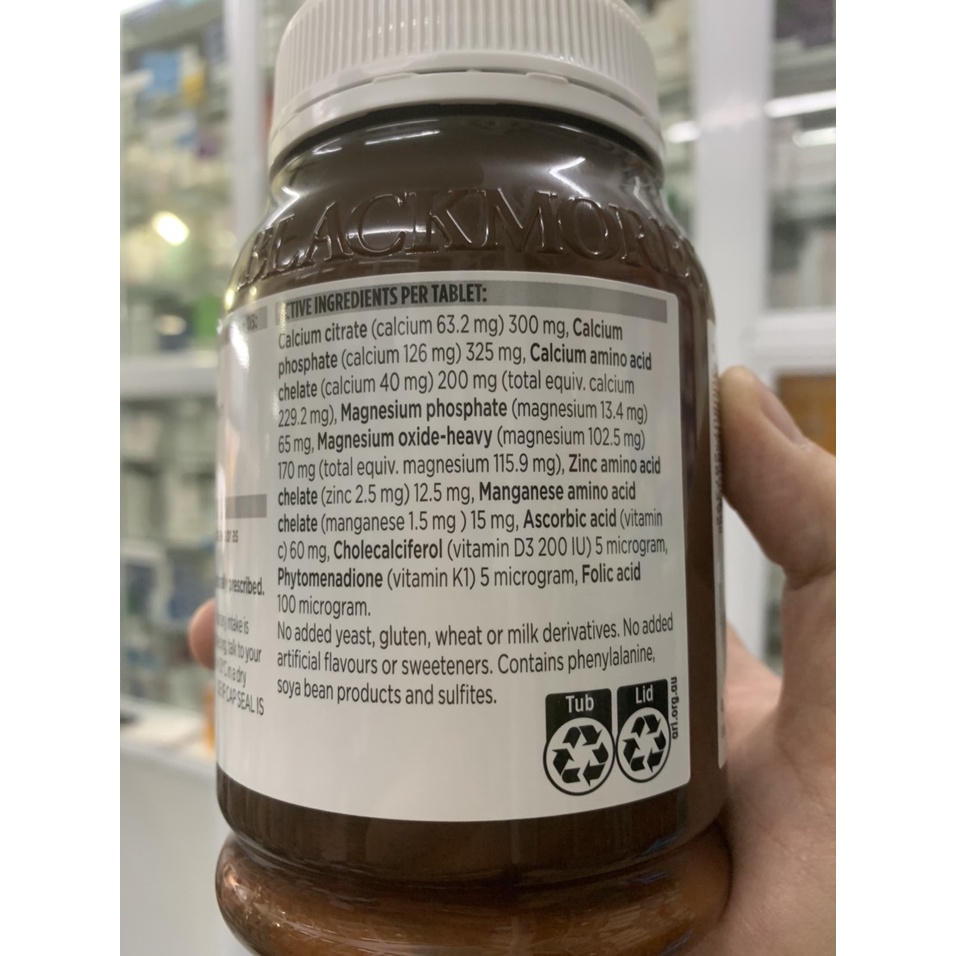 BLACKMORES
ACTIVE INGREDIENTS PER TABLET:
Calcium citrate (calcium 63.2 mg) 300 mg, Calcium
phosphate (calcium 126 mg) 325 mg, Calcium amino acid
chelate (calcium 40 mg) 200 mg (total equiv. calcium
229.2 mg), Magnesium phosphate (magnesium 13.4 mg)
65 mg, Magnesium oxide-heavy (magnesium 102.5 mg)
170 mg (total equiv. magnesium 115.9 mg), Zinc amino acid
chelate (zinc 2.5 mg) 12.5 mg, Manganese amino acid
chelate (manganese 1.5 mg ) 15 mg, Ascorbic acid (vitamin
c) 60 mg, Cholecalciferol (vitamin D3 200 IU) 5 microgram,
Phytomenadione (vitamin K1) 5 microgram, Folic acid
100 microgram.
No added yeast, gluten, wheat or milk derivatives. No added
artificial flavours or sweeteners. Contains phenylalanine,
soya bean products and sulfites.
Tub
Lid
arl.org.au
prescribed.
intake is
talk to your
in a dry
IF CAP SEAL IS